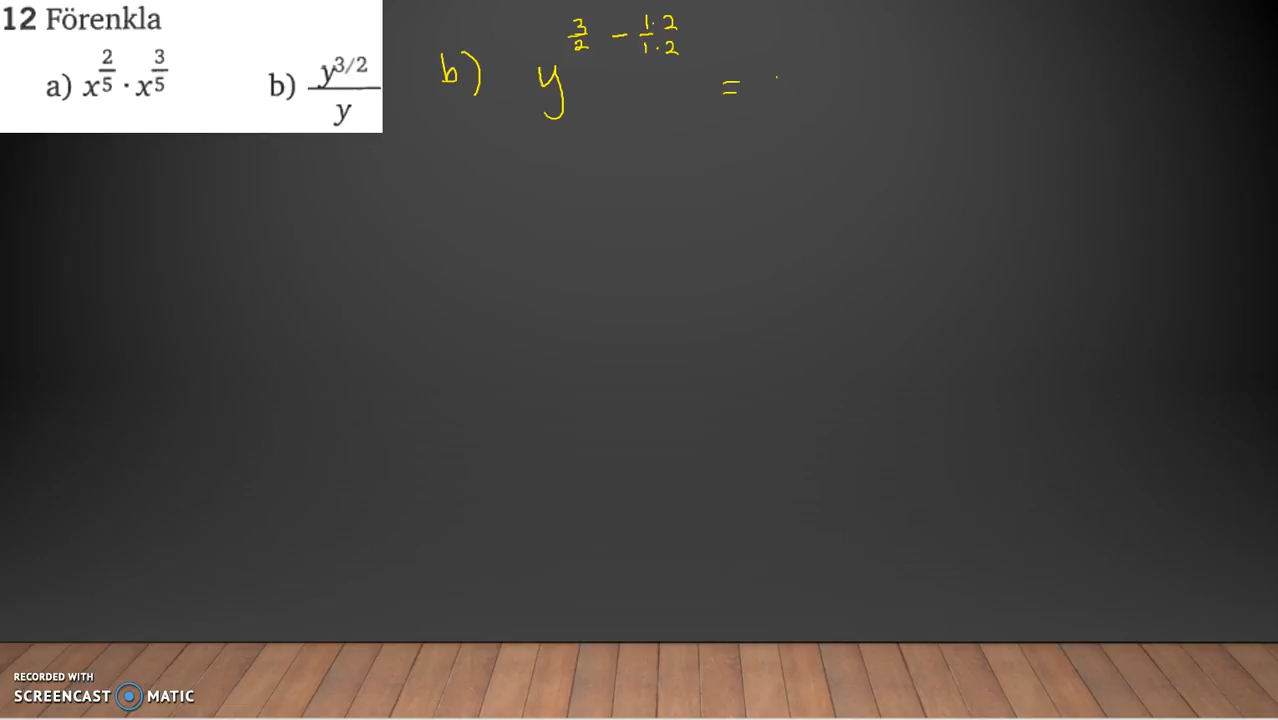 12 Förenkla
a) x^{2/5} · x^{3/5}
b) y^{3/2} / y
b) y^{3/2 - 1·2/1·2} =
RECORDED WITH
SCREENCAST MATIC